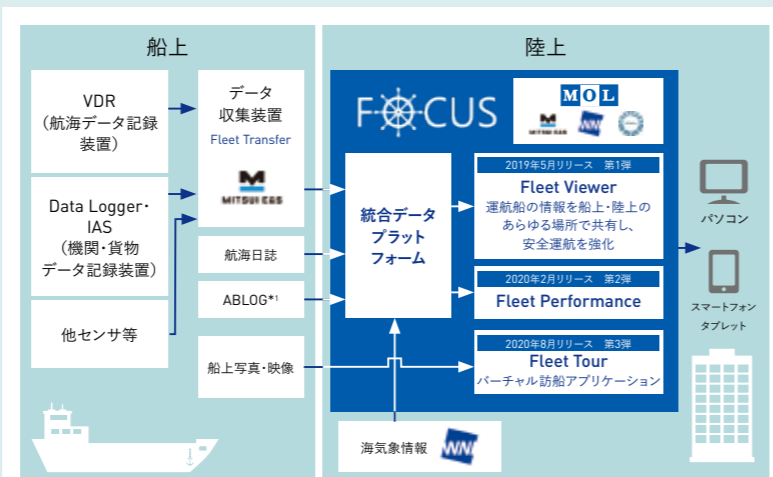 船上
VDR
（航海データ記録
装置）
Data Logger・
IAS
（機関・貨物
データ記録装置）
他センサ等
データ
収集装置
Fleet Transfer
MITSUI E&S
航海日誌
ABLOG*1
船上写真・映像
陸上
FOCUS
MOL
MITSUI E&S
WNI
統合データ
プラット
フォーム
2019年5月リリース 第1弾
Fleet Viewer
運航船の情報を船上・陸上の
あらゆる場所で共有し、
安全運航を強化
2020年2月リリース 第2弾
Fleet Performance
2020年8月リリース 第3弾
Fleet Tour
バーチャル訪船アプリケーション
海気象情報
WNI
パソコン
スマートフォン
タブレット